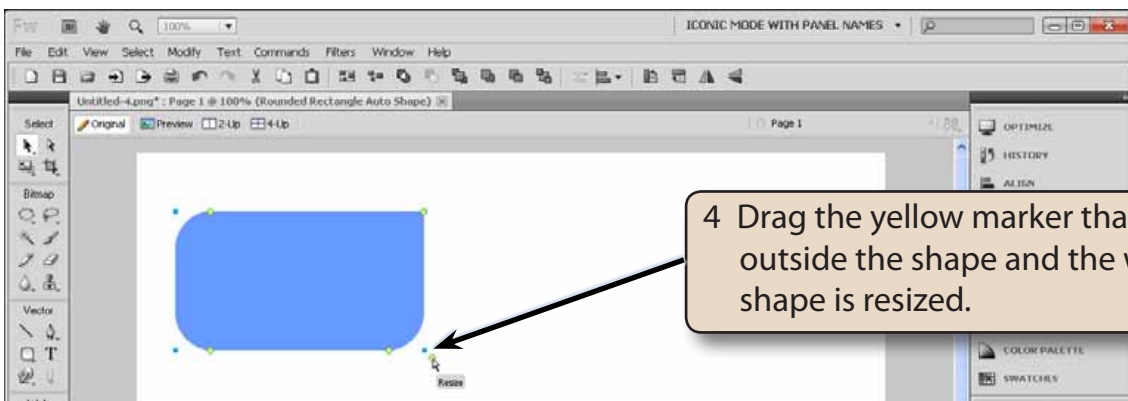 Fw Br 100% ICONIC MODE WITH PANEL NAMES
File Edit View Select Modify Text Commands Filters Window Help
Untitled-4.png* : Page 1 @ 100% (Rounded Rectangle Auto Shape)
Select Original Preview 2-Up 4-Up Page 1
OPTIMIZE
HISTORY
ALIGN
Bitmap
4 Drag the yellow marker tha
outside the shape and the
shape is resized.
Vector
T
COLOR PALETTE
Resize
SWATCHES